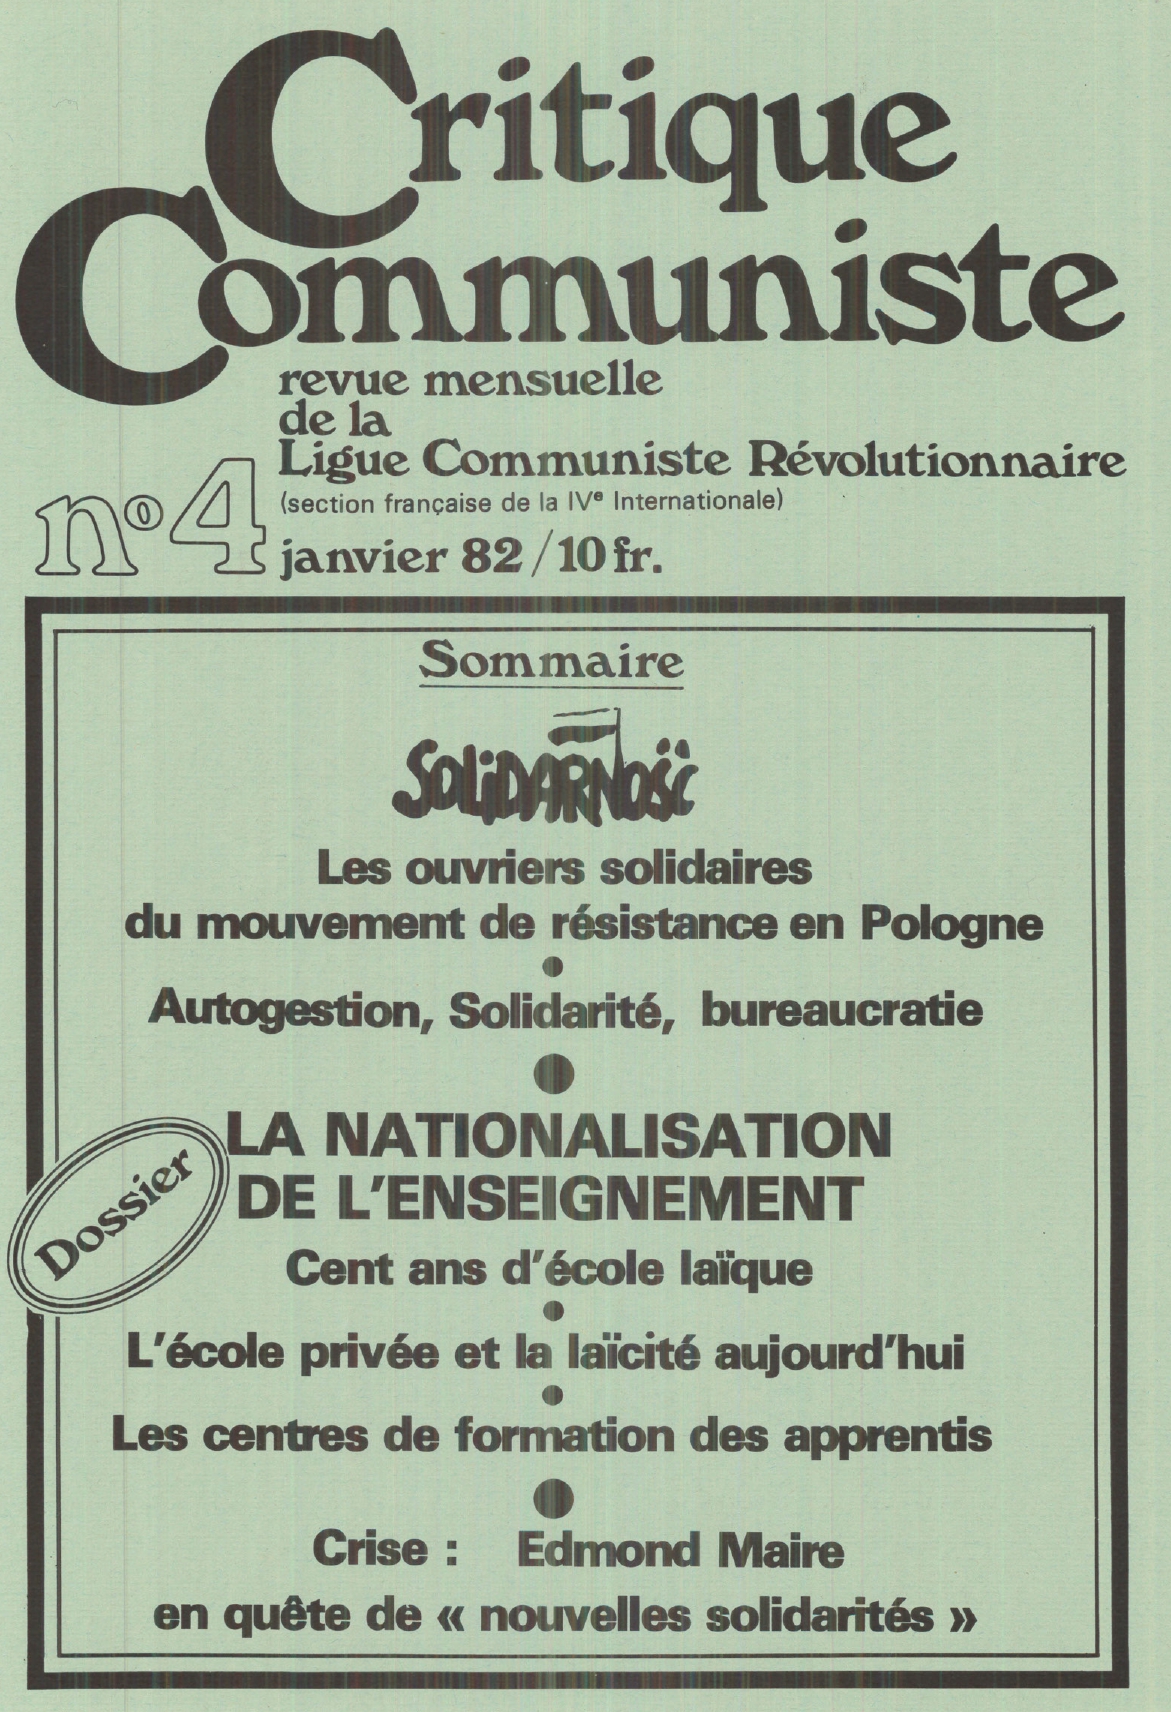 Critique
Communiste
revue mensuelle
de la
Ligue Communiste Révolutionnaire
(section française de la IVe Internationale)
nº4
janvier 82/10 fr.
Sommaire
SOLiDARNOŚĆ
Les ouvriers solidaires
du mouvement de résistance en Pologne
Autogestion, Solidarité, bureaucratie
Dossier
LA NATIONALISATION
DE L'ENSEIGNEMENT
Cent ans d'école laïque
L'école privée et la laïcité aujourd'hui
Les centres de formation des apprentis
Crise : Edmond Maire
en quête de « nouvelles solidarités »